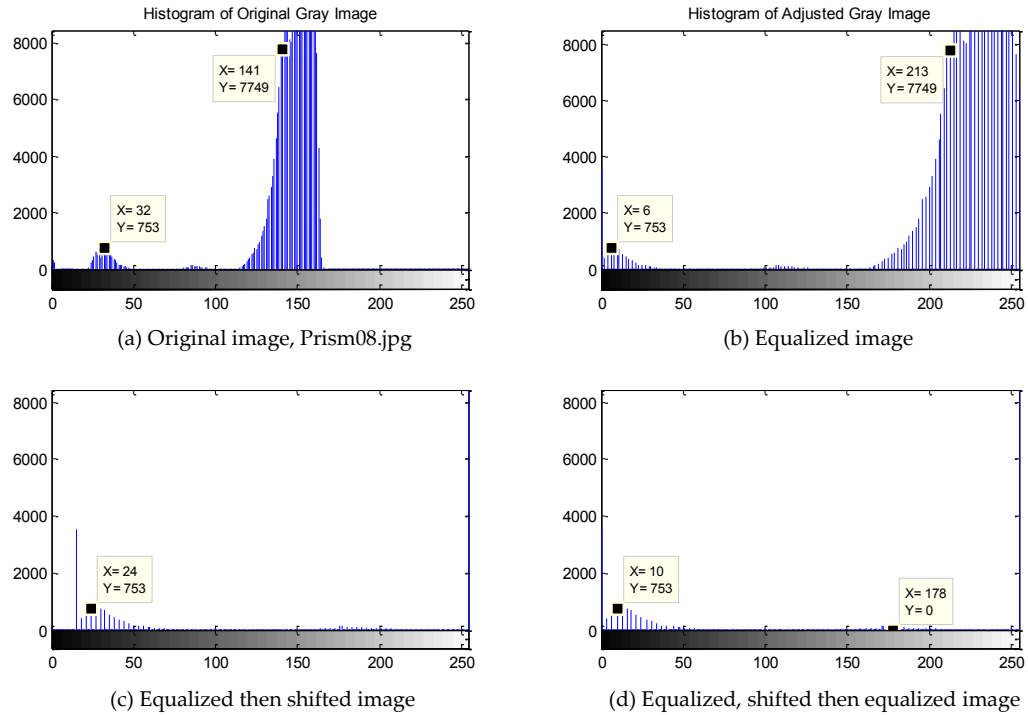 Histogram of Original Gray Image
8000
6000
4000
2000
0
X= 141
Y= 7749
X= 32
Y= 753
0 50 100 150 200 250
(a) Original image, Prism08.jpg
Histogram of Adjusted Gray Image
8000
6000
4000
2000
0
X= 213
Y= 7749
X= 6
Y= 753
0 50 100 150 200 250
(b) Equalized image
8000
6000
4000
2000
0
X= 24
Y= 753
0 50 100 150 200 250
(c) Equalized then shifted image
8000
6000
4000
2000
0
X= 10
Y= 753
X= 178
Y= 0
0 50 100 150 200 250
(d) Equalized, shifted then equalized image